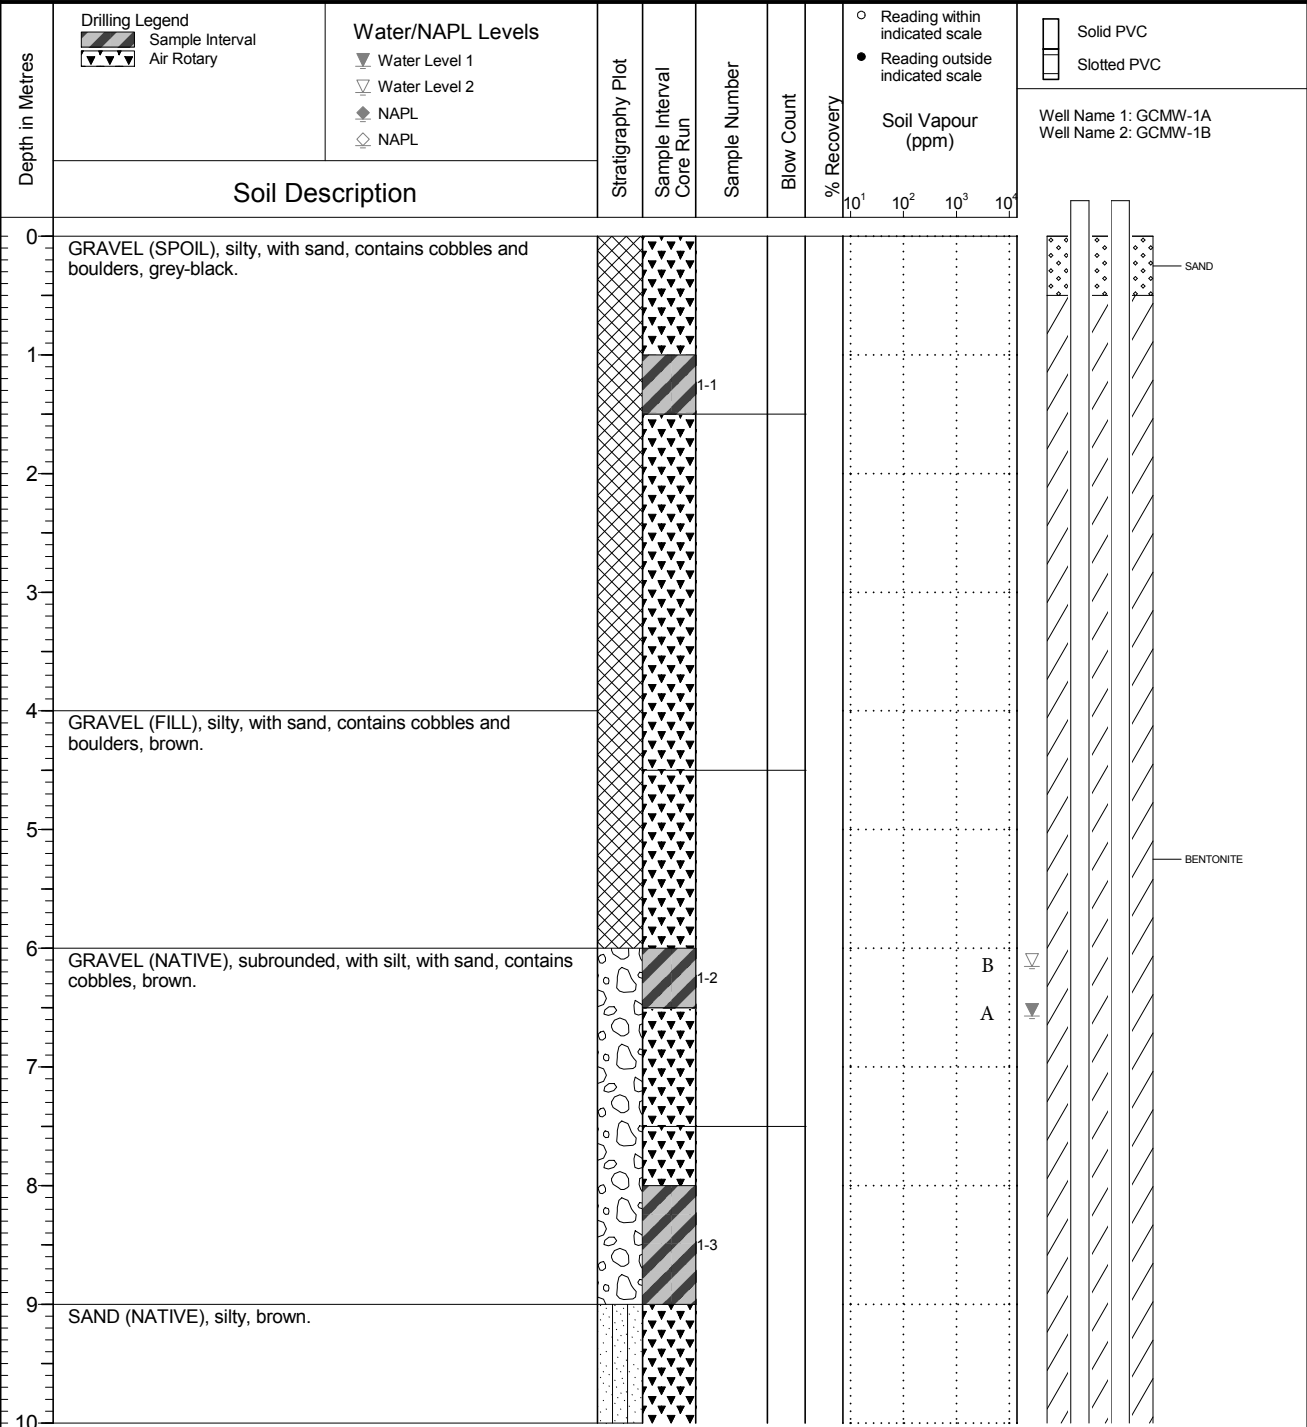 Drilling Legend
Sample Interval
Air Rotary
Water/NAPL Levels
Water Level 1
Water Level 2
NAPL
NAPL
Depth in Metres
Soil Description
Stratigraphy Plot
Sample Interval
Core Run
Sample Number
Blow Count
% Recovery
Reading within
indicated scale
Reading outside
indicated scale
Soil Vapour
(ppm)
10¹ 10² 10³ 10⁴
Solid PVC
Slotted PVC
Well Name 1: GCMW-1A
Well Name 2: GCMW-1B
0
GRAVEL (SPOIL), silty, with sand, contains cobbles and
boulders, grey-black.
SAND
1
1-1
2
3
4
GRAVEL (FILL), silty, with sand, contains cobbles and
boulders, brown.
5
BENTONITE
6
GRAVEL (NATIVE), subrounded, with silt, with sand, contains
cobbles, brown.
1-2
B
A
7
8
1-3
9
SAND (NATIVE), silty, brown.
10